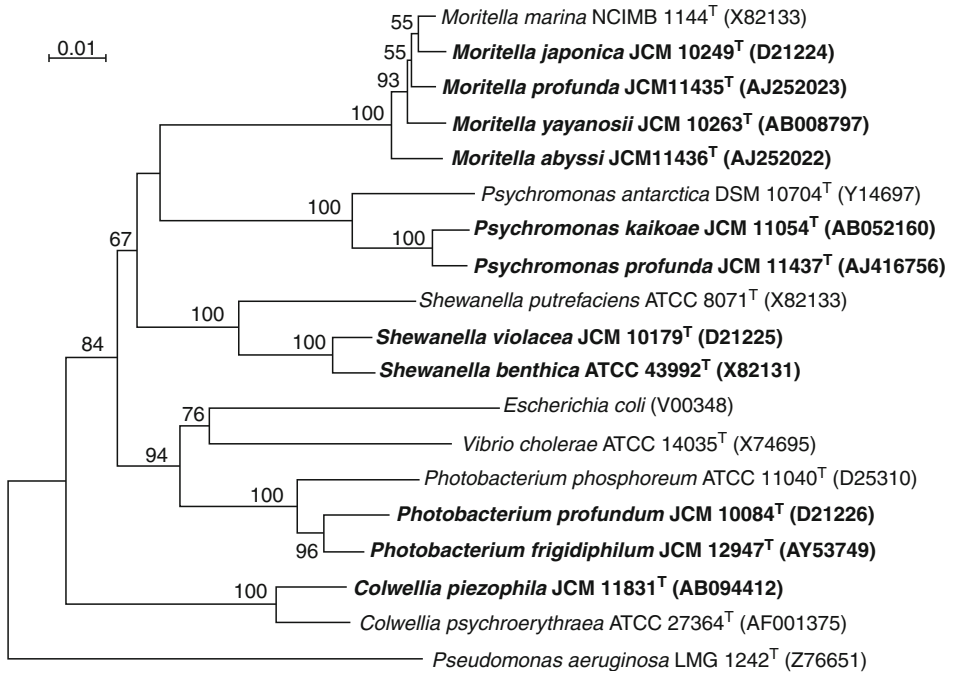 55
Moritella marina NCIMB 1144ᵀ (X82133)
0.01
55
Moritella japonica JCM 10249ᵀ (D21224)
93
Moritella profunda JCM11435ᵀ (AJ252023)
100
Moritella yayanosii JCM 10263ᵀ (AB008797)
Moritella abyssi JCM11436ᵀ (AJ252022)
Psychromonas antarctica DSM 10704ᵀ (Y14697)
100
Psychromonas kaikoae JCM 11054ᵀ (AB052160)
100
67
Psychromonas profunda JCM 11437ᵀ (AJ416756)
Shewanella putrefaciens ATCC 8071ᵀ (X82133)
100
Shewanella violacea JCM 10179ᵀ (D21225)
100
84
Shewanella benthica ATCC 43992ᵀ (X82131)
Escherichia coli (V00348)
76
Vibrio cholerae ATCC 14035ᵀ (X74695)
94
Photobacterium phosphoreum ATCC 11040ᵀ (D25310)
100
Photobacterium profundum JCM 10084ᵀ (D21226)
96
Photobacterium frigidiphilum JCM 12947ᵀ (AY53749)
Colwellia piezophila JCM 11831ᵀ (AB094412)
100
Colwellia psychroerythraea ATCC 27364ᵀ (AF001375)
Pseudomonas aeruginosa LMG 1242ᵀ (Z76651)